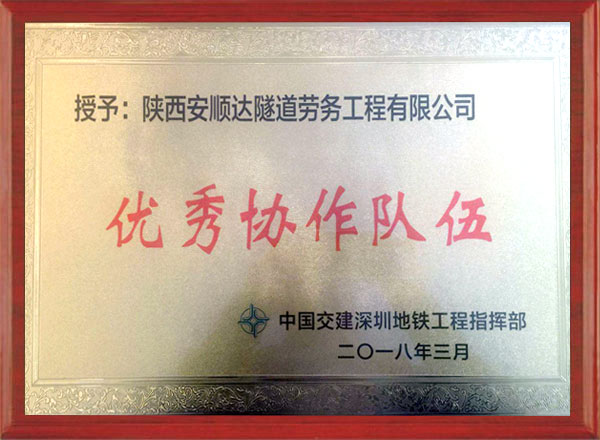 授予：陕西安顺达隧道劳务工程有限公司
优秀协作队伍
中国交建深圳地铁工程指挥部
二〇一八年三月